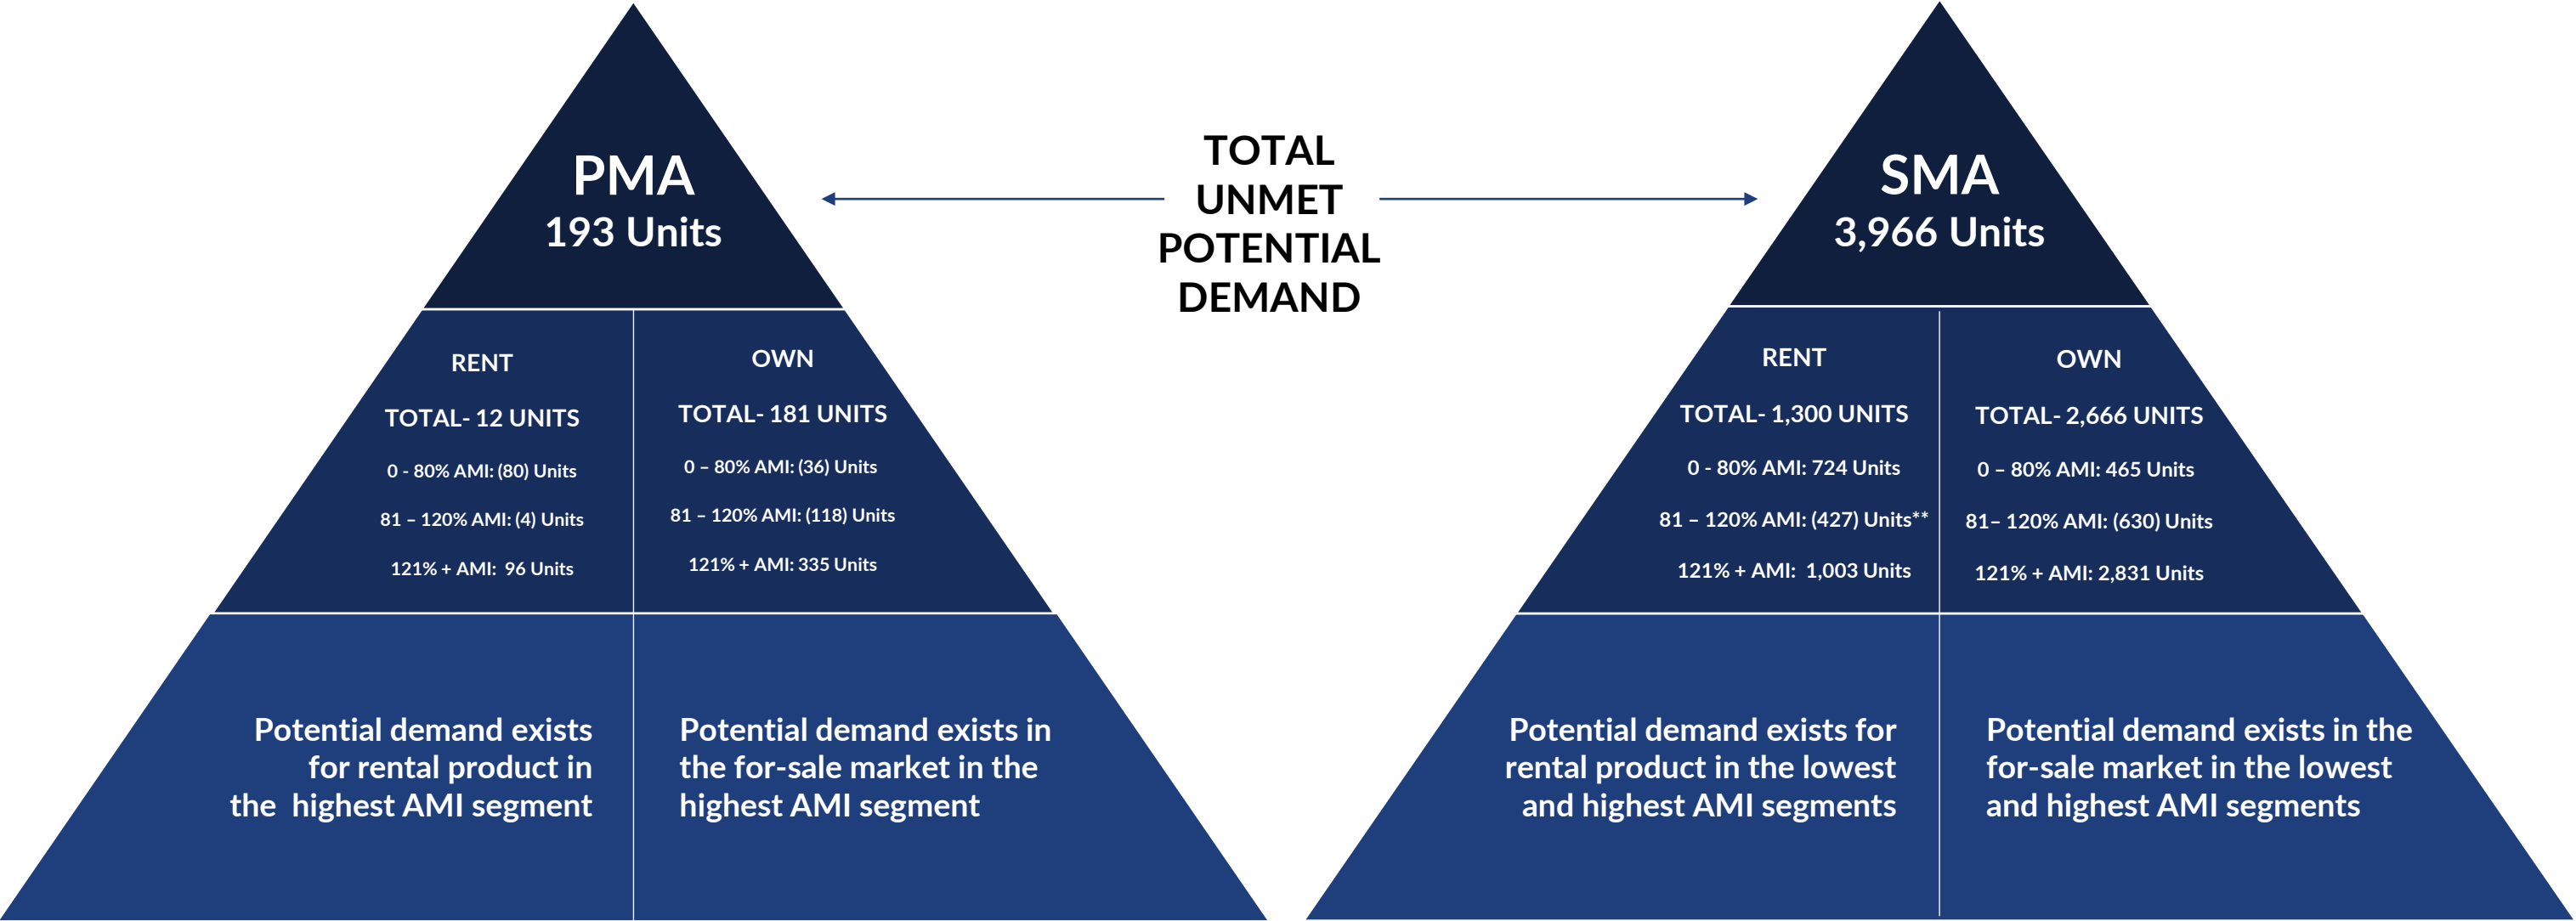 PMA
193 Units
RENT
TOTAL- 12 UNITS
0 - 80% AMI: (80) Units
81 – 120% AMI: (4) Units
121% + AMI:  96 Units
OWN
TOTAL- 181 UNITS
0 – 80% AMI: (36) Units
81 – 120% AMI: (118) Units
121% + AMI: 335 Units
Potential demand exists
for rental product in
the  highest AMI segment
Potential demand exists in
the for-sale market in the
highest AMI segment
TOTAL
UNMET
POTENTIAL
DEMAND
SMA
3,966 Units
RENT
TOTAL- 1,300 UNITS
0 - 80% AMI: 724 Units
81 – 120% AMI: (427) Units**
121% + AMI:  1,003 Units
OWN
TOTAL- 2,666 UNITS
0 – 80% AMI: 465 Units
81– 120% AMI: (630) Units
121% + AMI: 2,831 Units
Potential demand exists for
rental product in the lowest
and highest AMI segments
Potential demand exists in the
for-sale market in the lowest
and highest AMI segments